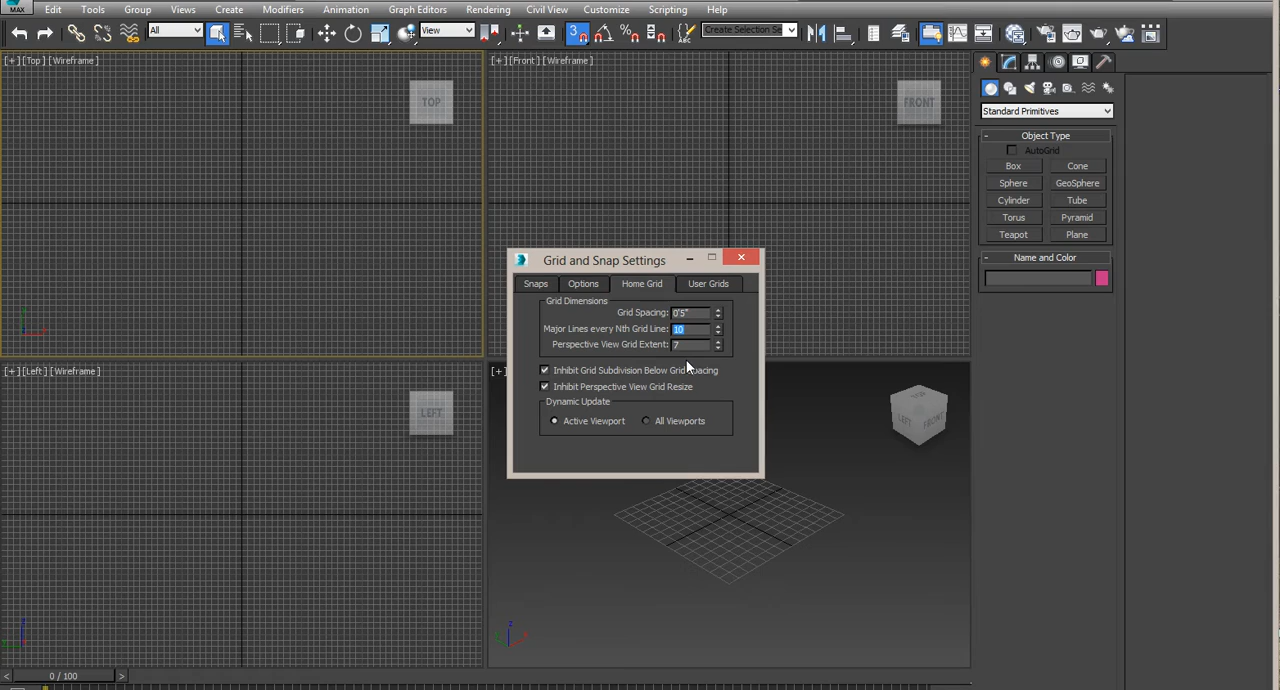 MAX Edit Tools Group Views Create Modifiers Animation Graph Editors Rendering Civil View Customize Scripting Help
All View 3 % Create Selection Se
[+] [Top] [Wireframe]
TOP
[+] [Front] [Wireframe]
FRONT
Standard Primitives
- Object Type
AutoGrid
Box Cone
Sphere GeoSphere
Cylinder Tube
Torus Pyramid
Teapot Plane
- Name and Color
Grid and Snap Settings
Snaps Options Home Grid User Grids
Grid Dimensions
Grid Spacing: 0'5"
Major Lines every Nth Grid Line: 10
Perspective View Grid Extent: 7
Inhibit Grid Subdivision Below Grid Spacing
Inhibit Perspective View Grid Resize
Dynamic Update
Active Viewport All Viewports
[+] [Left] [Wireframe]
LEFT
[+]
TOP
LEFT FRONT
z
x
< 0 / 100 >